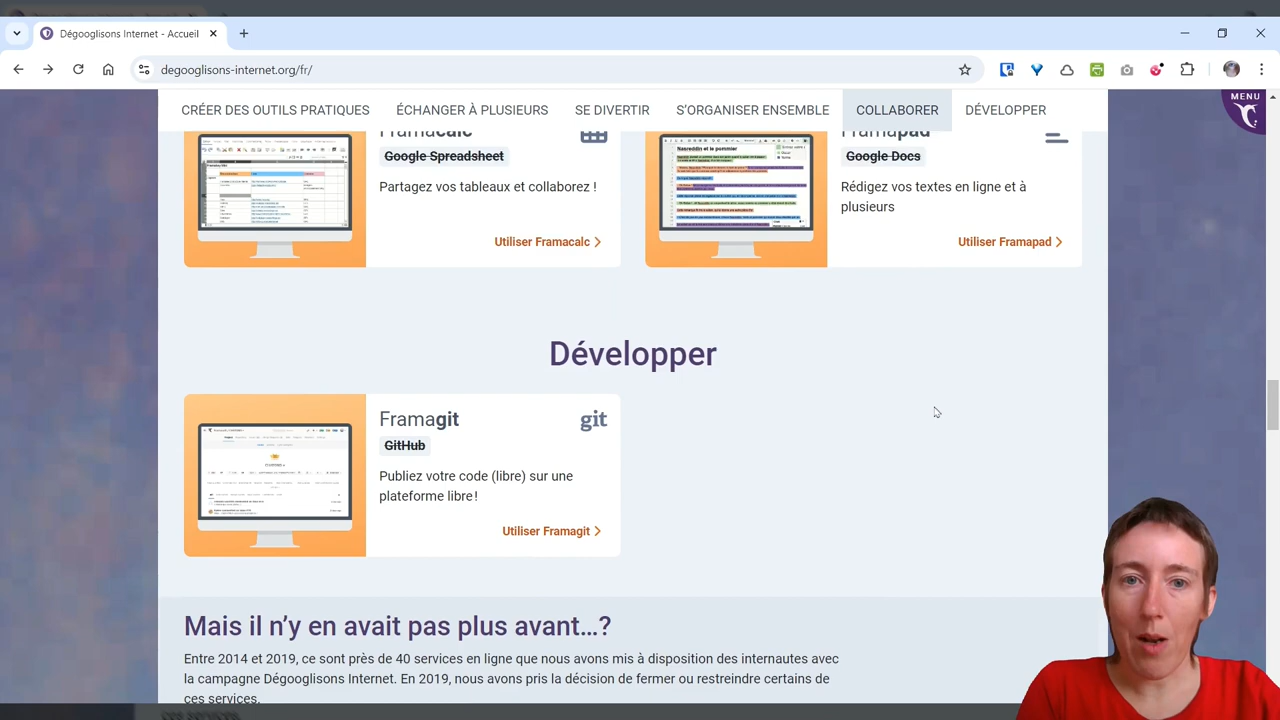 Dégooglisons Internet - Accueil
degooglisons-internet.org/fr/
CRÉER DES OUTILS PRATIQUES
ÉCHANGER À PLUSIEURS
SE DIVERTIR
S'ORGANISER ENSEMBLE
COLLABORER
DÉVELOPPER
MENU
Framacalc
Google Spreadsheet
Partagez vos tableaux et collaborez !
Utiliser Framacalc
Nasreddin et le pommier
Framapad
Google Docs
Rédigez vos textes en ligne et à
plusieurs
Utiliser Framapad
Développer
Framagit
git
GitHub
Publiez votre code (libre) sur une
plateforme libre !
Utiliser Framagit
Mais il n'y en avait pas plus avant…?
Entre 2014 et 2019, ce sont près de 40 services en ligne que nous avons mis à disposition des internautes avec
la campagne Dégooglisons Internet. En 2019, nous avons pris la décision de fermer ou restreindre certains de
ces services.